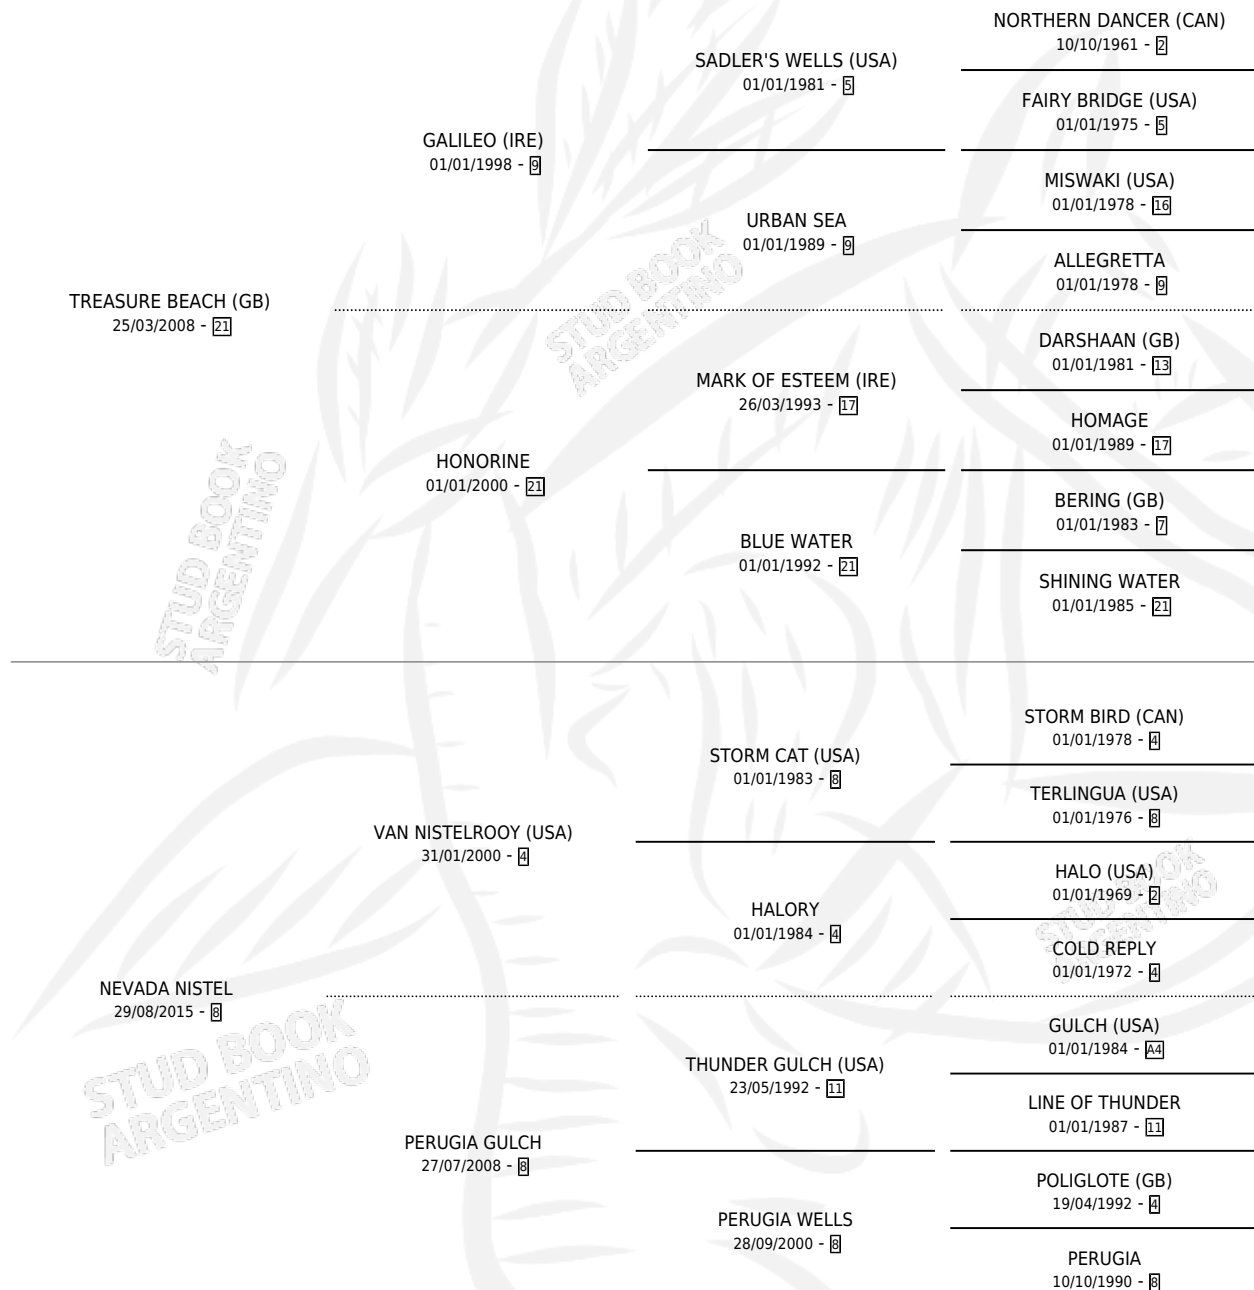 NORTHERN DANCER (CAN)
10/10/1961 - 2
SADLER'S WELLS (USA)
01/01/1981 - 5
FAIRY BRIDGE (USA)
01/01/1975 - 5
GALILEO (IRE)
01/01/1998 - 9
MISWAKI (USA)
01/01/1978 - 16
URBAN SEA
01/01/1989 - 9
ALLEGRETTA
01/01/1978 - 9
TREASURE BEACH (GB)
25/03/2008 - 21
DARSHAAN (GB)
01/01/1981 - 13
MARK OF ESTEEM (IRE)
26/03/1993 - 17
HOMAGE
01/01/1989 - 17
HONORINE
01/01/2000 - 21
BERING (GB)
01/01/1983 - 7
BLUE WATER
01/01/1992 - 21
SHINING WATER
01/01/1985 - 21
STORM BIRD (CAN)
01/01/1978 - 4
STORM CAT (USA)
01/01/1983 - 8
TERLINGUA (USA)
01/01/1976 - 8
VAN NISTELROOY (USA)
31/01/2000 - 4
HALO (USA)
01/01/1969 - 2
HALORY
01/01/1984 - 4
COLD REPLY
01/01/1972 - 4
NEVADA NISTEL
29/08/2015 - 8
GULCH (USA)
01/01/1984 - A4
THUNDER GULCH (USA)
23/05/1992 - 11
LINE OF THUNDER
01/01/1987 - 11
PERUGIA GULCH
27/07/2008 - 8
POLIGLOTE (GB)
19/04/1992 - 4
PERUGIA WELLS
28/09/2000 - 8
PERUGIA
10/10/1990 - 8
STUD BOOK
ARGENTINO
STUD BOOK
ARGENTINO
STUD BOOK
ARGENTINO
STUD BOOK
ARGENTINO